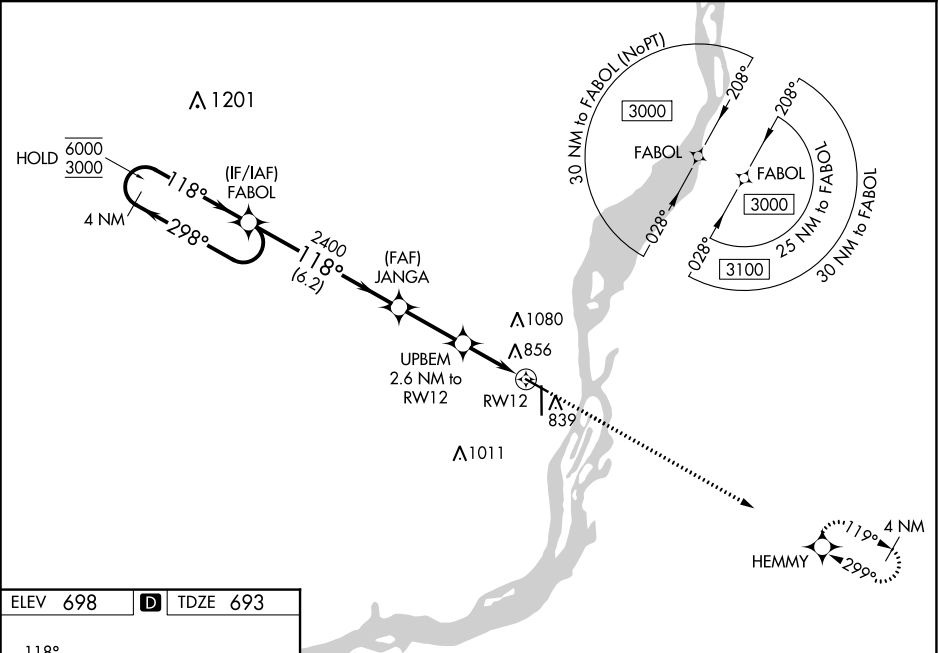 1201
HOLD
6000
3000
118°
298°
4 NM
(IF/IAF)
FABOL
2400
118°
(6.2)
(FAF)
JANGA
UPBEM
2.6 NM to
RW12
RW12
1080
856
839
1011
30 NM to FABOL (NoPT)
3000
208°
FABOL
028°
208°
FABOL
3000
25 NM to FABOL
30 NM to FABOL
028°
3100
HEMMY
119°
299°
4 NM
ELEV 698 D TDZE 693
118°